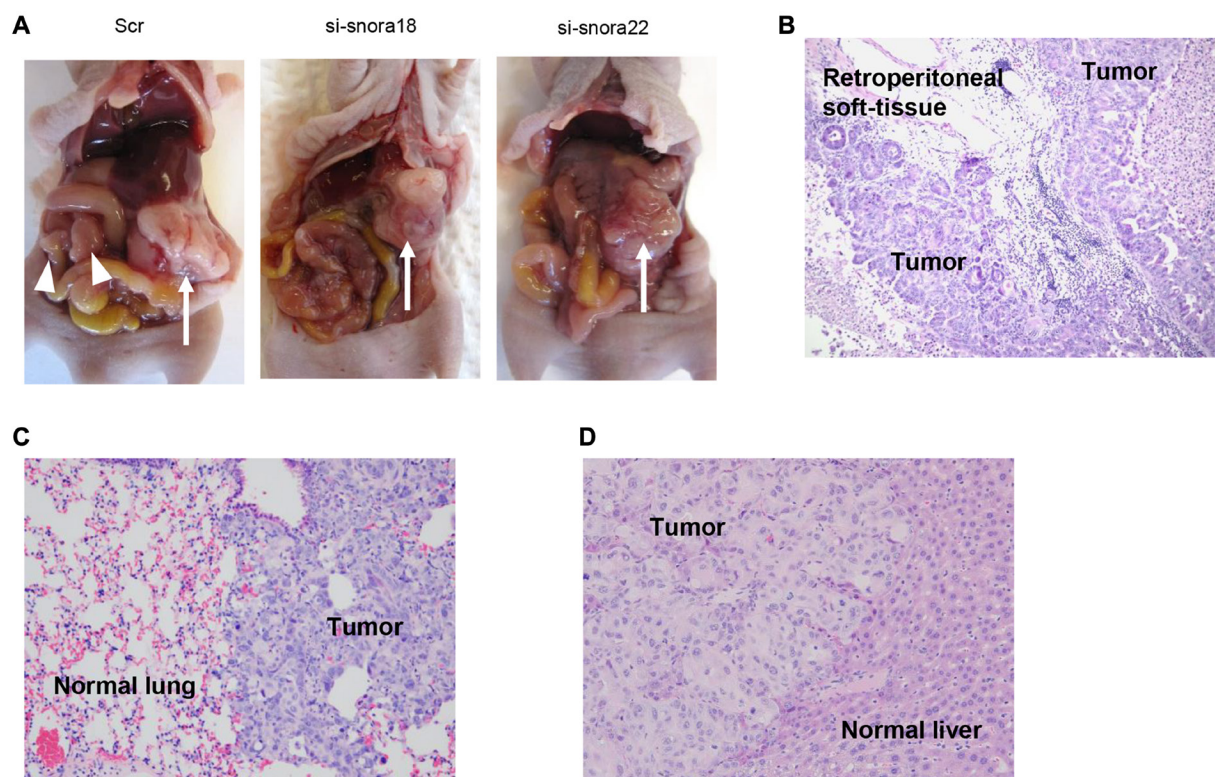 A
Scr
si-snora18
si-snora22
B
Retroperitoneal
soft-tissue
Tumor
Tumor
C
Tumor
Normal lung
D
Tumor
Normal liver